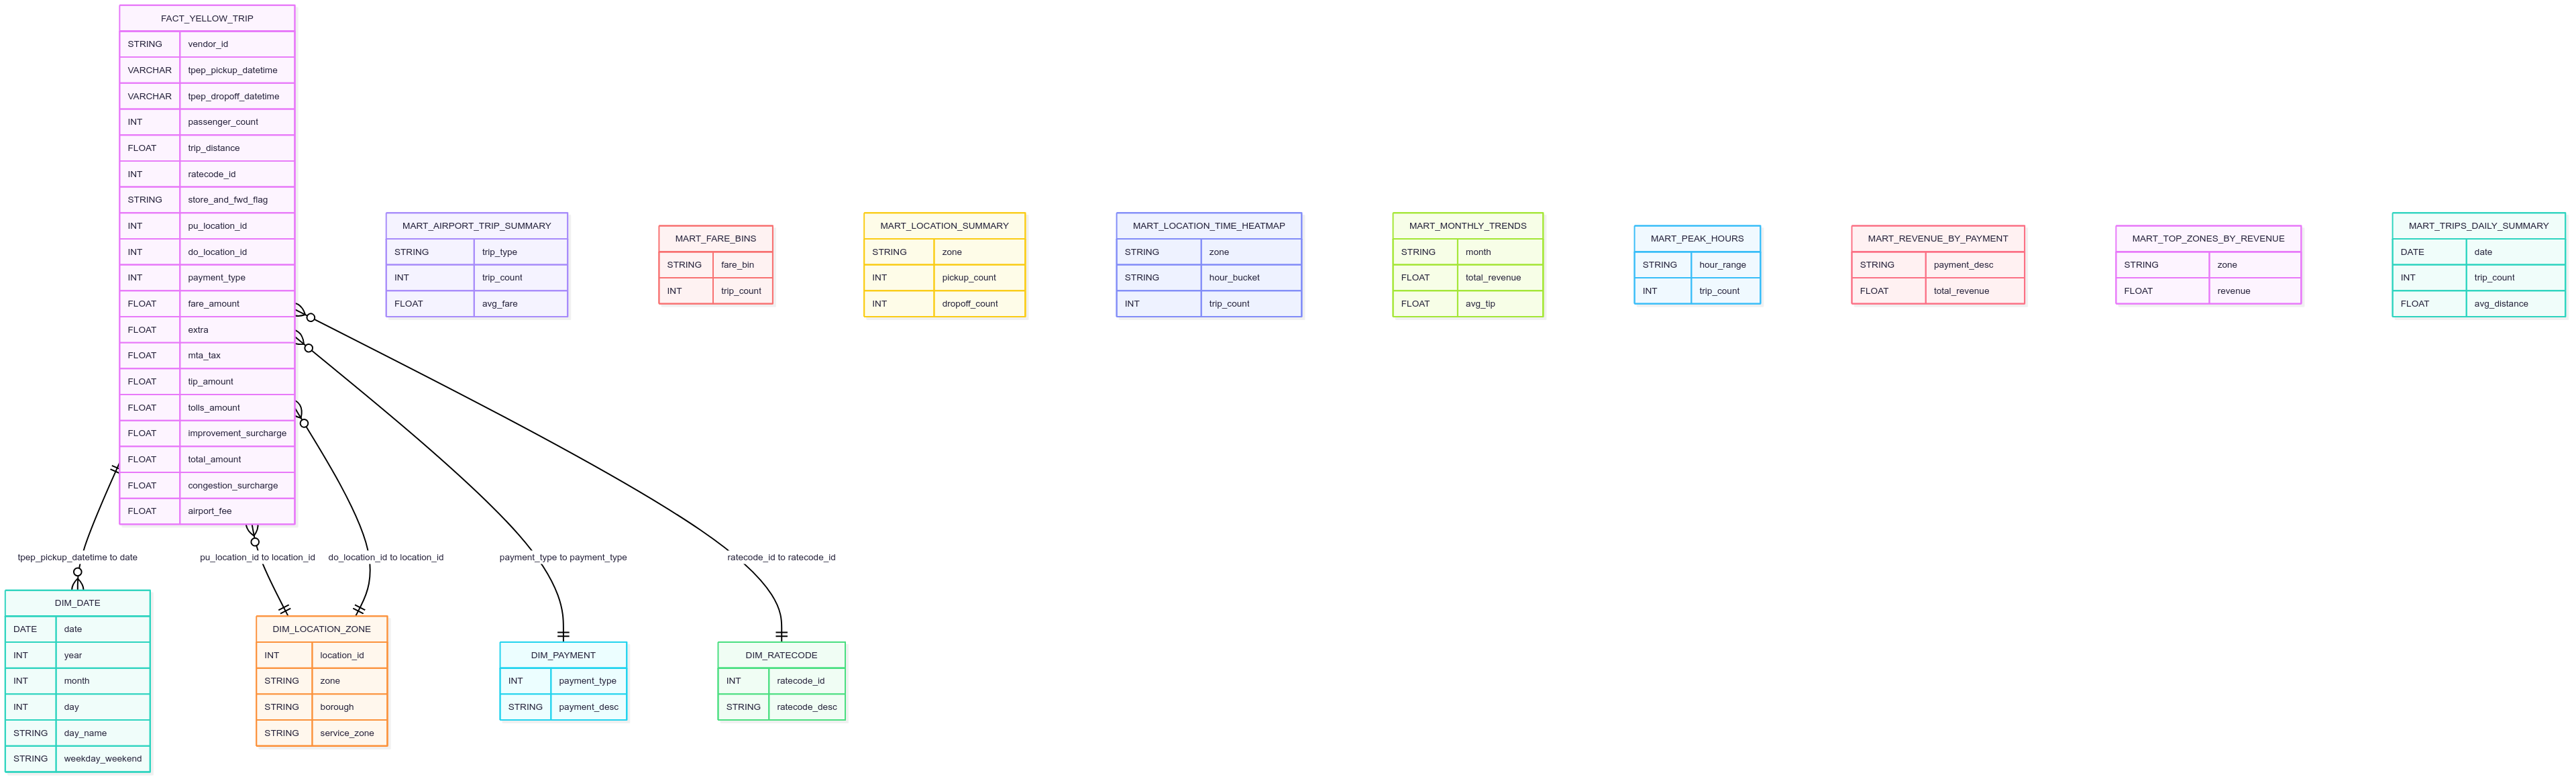 FACT_YELLOW_TRIP
STRING vendor_id
VARCHAR tpep_pickup_datetime
VARCHAR tpep_dropoff_datetime
INT passenger_count
FLOAT trip_distance
INT ratecode_id
STRING store_and_fwd_flag
INT pu_location_id
INT do_location_id
INT payment_type
FLOAT fare_amount
FLOAT extra
FLOAT mta_tax
FLOAT tip_amount
FLOAT tolls_amount
FLOAT improvement_surcharge
FLOAT total_amount
FLOAT congestion_surcharge
FLOAT airport_fee
MART_AIRPORT_TRIP_SUMMARY
STRING trip_type
INT trip_count
FLOAT avg_fare
MART_FARE_BINS
STRING fare_bin
INT trip_count
MART_LOCATION_SUMMARY
STRING zone
INT pickup_count
INT dropoff_count
MART_LOCATION_TIME_HEATMAP
STRING zone
STRING hour_bucket
INT trip_count
MART_MONTHLY_TRENDS
STRING month
FLOAT total_revenue
FLOAT avg_tip
MART_PEAK_HOURS
STRING hour_range
INT trip_count
MART_REVENUE_BY_PAYMENT
STRING payment_desc
FLOAT total_revenue
MART_TOP_ZONES_BY_REVENUE
STRING zone
FLOAT revenue
MART_TRIPS_DAILY_SUMMARY
DATE date
INT trip_count
FLOAT avg_distance
tpep_pickup_datetime to date
pu_location_id to location_id
do_location_id to location_id
payment_type to payment_type
ratecode_id to ratecode_id
DIM_DATE
DATE date
INT year
INT month
INT day
STRING day_name
STRING weekday_weekend
DIM_LOCATION_ZONE
INT location_id
STRING zone
STRING borough
STRING service_zone
DIM_PAYMENT
INT payment_type
STRING payment_desc
DIM_RATECODE
INT ratecode_id
STRING ratecode_desc